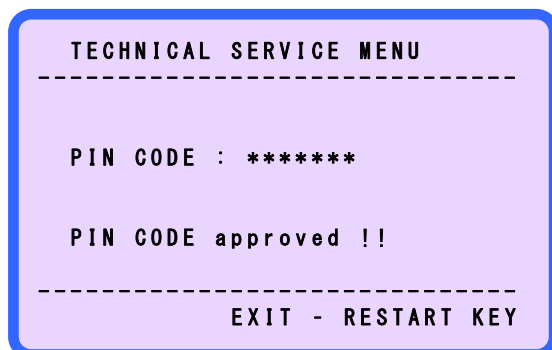 TECHNICAL SERVICE MENU
------------------------------
PIN CODE : *******
PIN CODE approved !!
------------------------------
EXIT - RESTART KEY